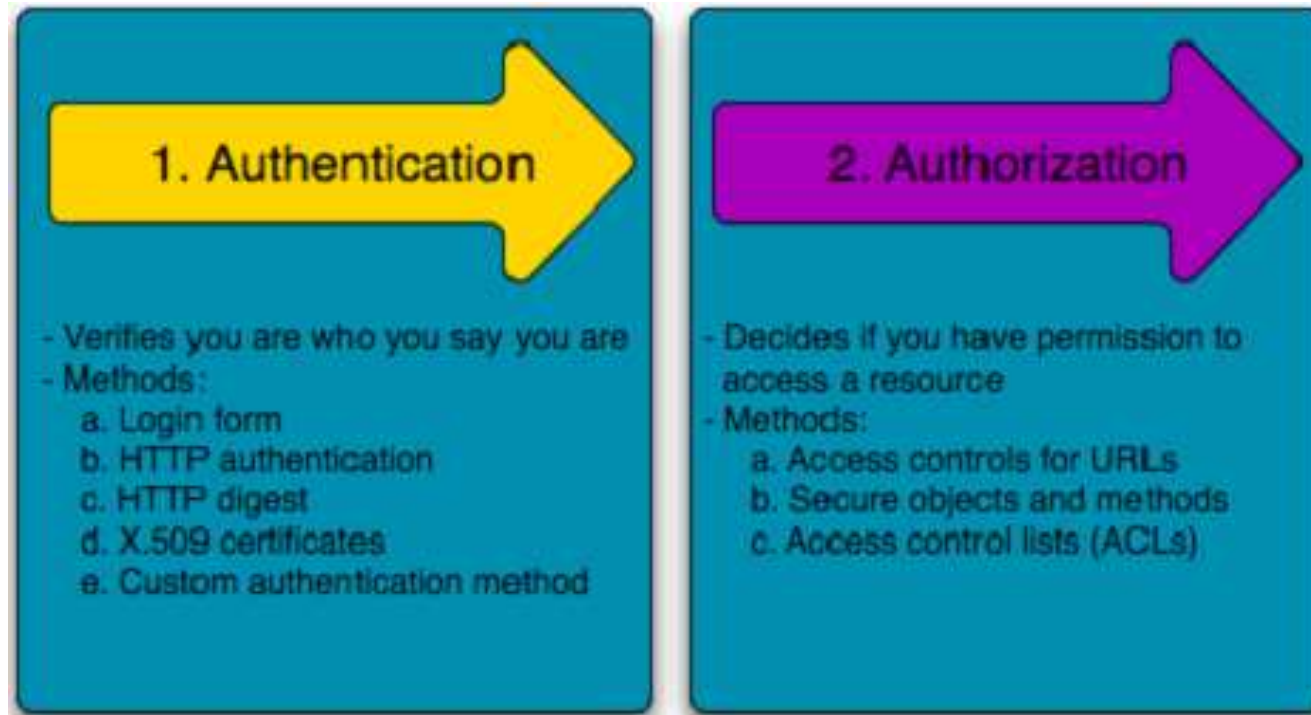 1. Authentication
- Verifies you are who you say you are
- Methods:
a. Login form
b. HTTP authentication
c. HTTP digest
d. X.509 certificates
e. Custom authentication method
2. Authorization
- Decides if you have permission to
access a resource
- Methods:
a. Access controls for URLs
b. Secure objects and methods
c. Access control lists (ACLs)